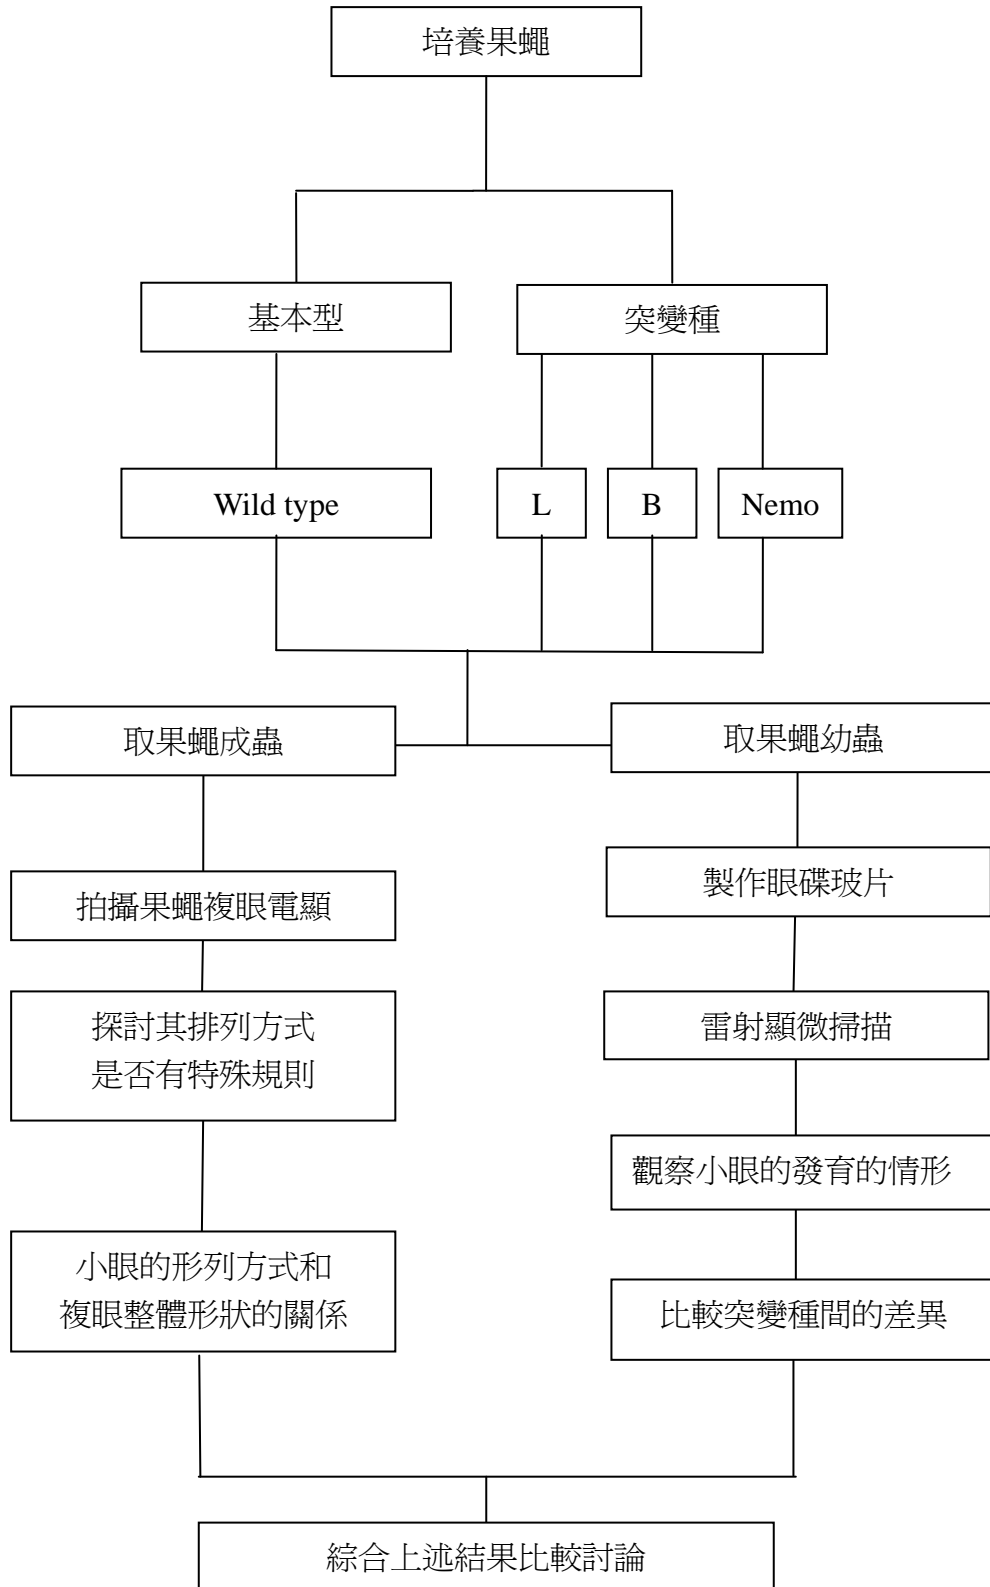 培養果蠅
基本型
突變種
Wild type
L
B
Nemo
取果蠅成蟲
取果蠅幼蟲
拍攝果蠅複眼電顯
製作眼碟玻片
探討其排列方式
是否有特殊規則
雷射顯微掃描
觀察小眼的發育的情形
小眼的形列方式和
複眼整體形狀的關係
比較突變種間的差異
綜合上述結果比較討論